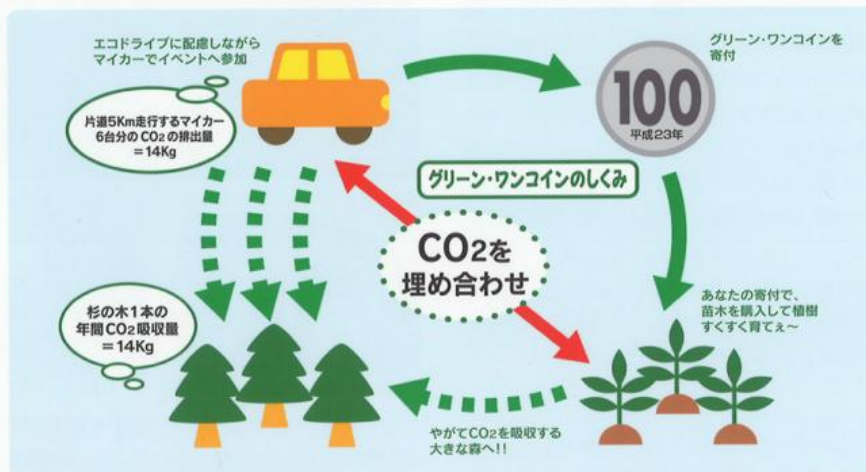 エコドライブに配慮しながら
マイカーでイベントへ参加
グリーン・ワンコインを
寄付
100
平成23年
片道5Km走行するマイカー
6台分のCO2の排出量
＝14Kg
グリーン・ワンコインのしくみ
CO2を
埋め合わせ
あなたの寄付で、
苗木を購入して植樹
すくすく育てぇ〜
杉の木1本の
年間CO2吸収量
＝14Kg
やがてCO2を吸収する
大きな森へ!!